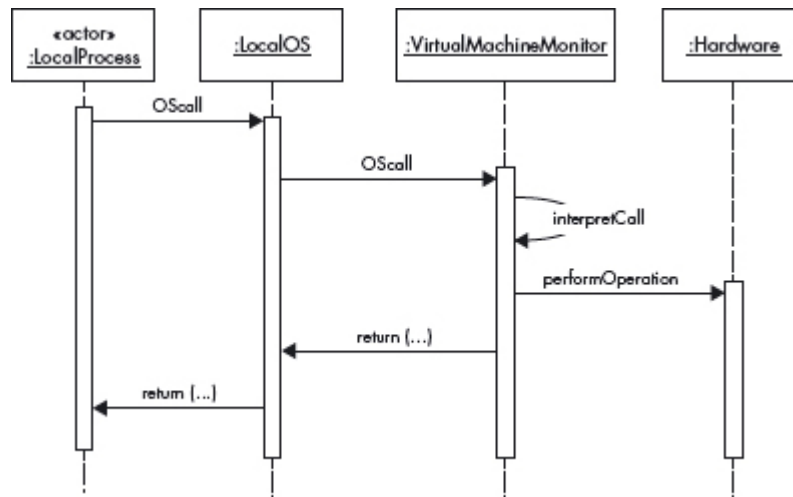 «actor»
:LocalProcess
:LocalOS
:VirtualMachineMonitor
:Hardware
OScall
OScall
interpretCall
performOperation
return (...)
return (...)